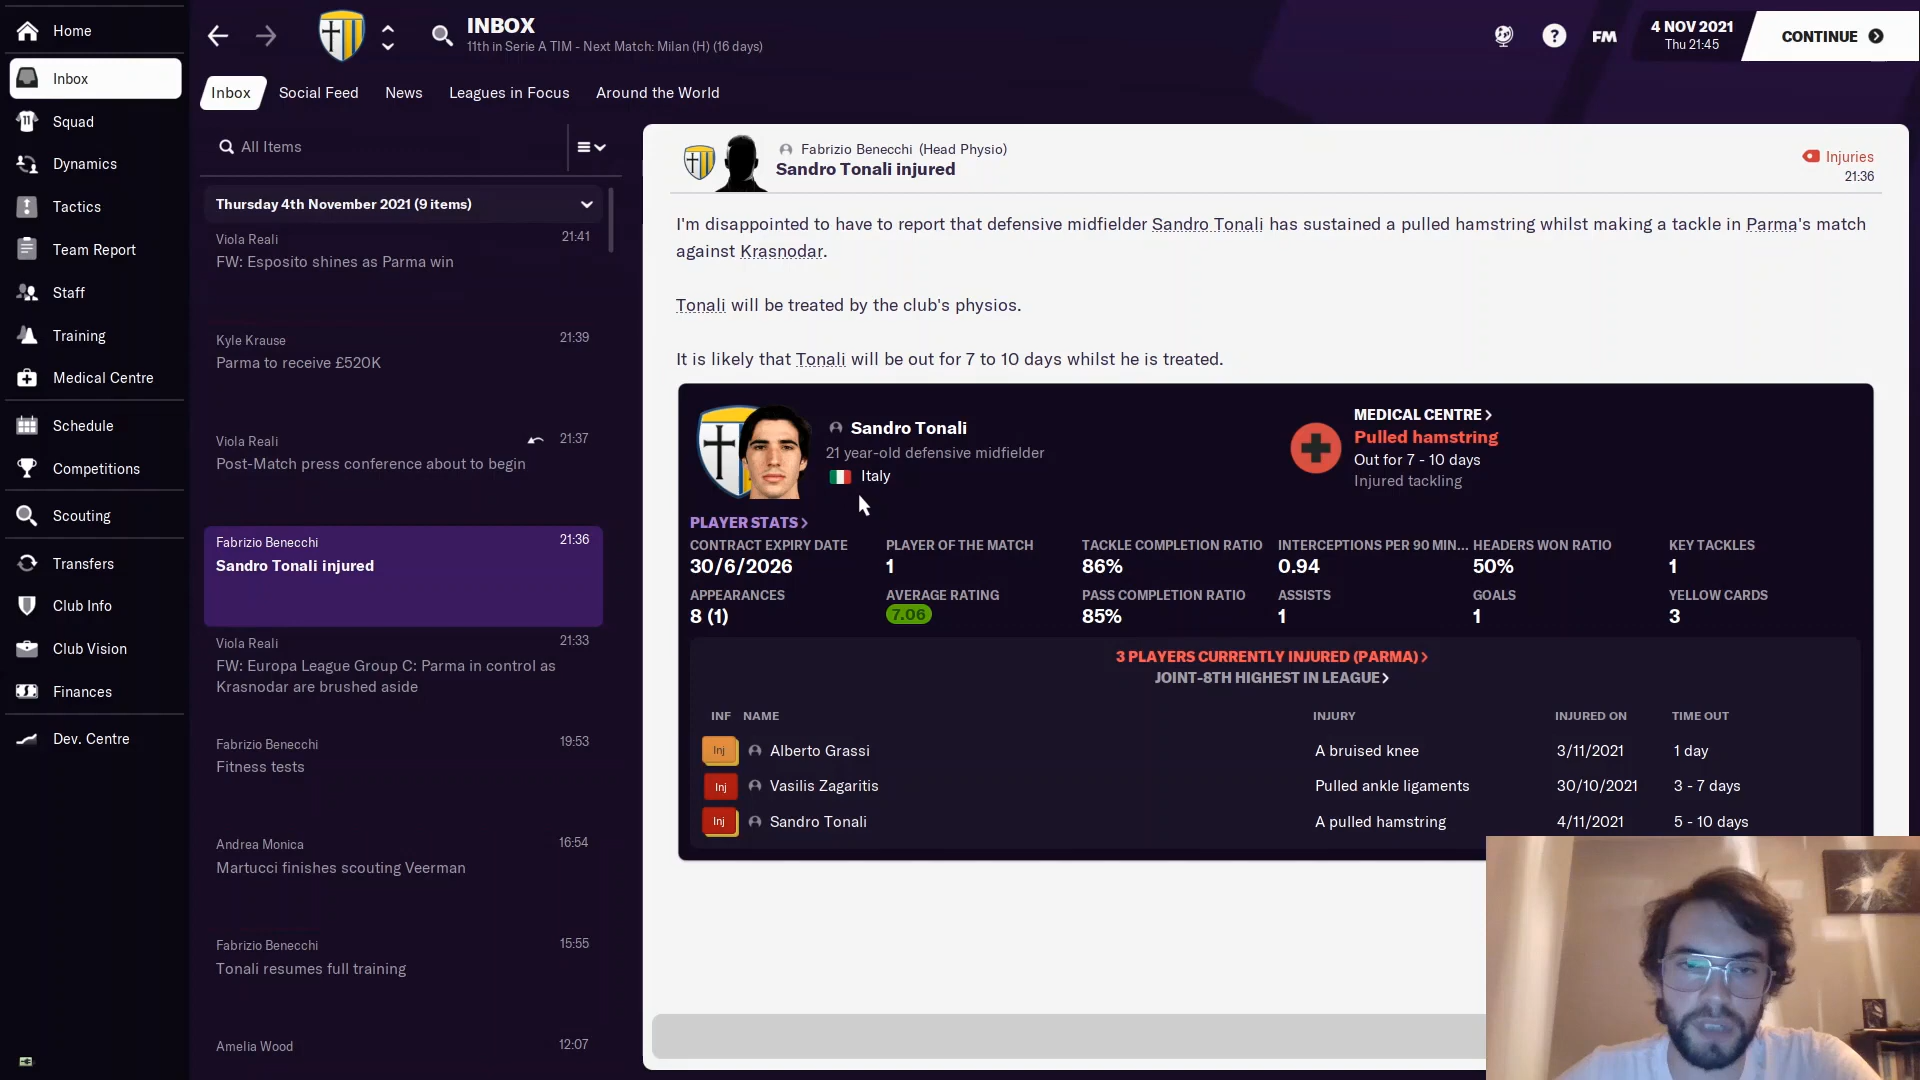 Home
Inbox
Squad
Dynamics
Tactics
Team Report
Staff
Training
Medical Centre
Schedule
Competitions
Scouting
Transfers
Club Info
Club Vision
Finances
Dev. Centre
INBOX
11th in Serie A TIM - Next Match: Milan (H) (16 days)
?
FM
4 NOV 2021
Thu 21:45
CONTINUE
Inbox
Social Feed
News
Leagues in Focus
Around the World
All Items
Thursday 4th November 2021 (9 items)
Viola Reali 21:41
FW: Esposito shines as Parma win
Kyle Krause 21:39
Parma to receive £520K
Viola Reali 21:37
Post-Match press conference about to begin
Fabrizio Benecchi 21:36
Sandro Tonali injured
Viola Reali 21:33
FW: Europa League Group C: Parma in control as
Krasnodar are brushed aside
Fabrizio Benecchi 19:53
Fitness tests
Andrea Monica 16:54
Martucci finishes scouting Veerman
Fabrizio Benecchi 15:55
Tonali resumes full training
Amelia Wood 12:07
Fabrizio Benecchi (Head Physio)
Sandro Tonali injured
Injuries
21:36
I'm disappointed to have to report that defensive midfielder Sandro Tonali has sustained a pulled hamstring whilst making a tackle in Parma's match
against Krasnodar.
Tonali will be treated by the club's physios.
It is likely that Tonali will be out for 7 to 10 days whilst he is treated.
Sandro Tonali
21 year-old defensive midfielder
Italy
MEDICAL CENTRE >
Pulled hamstring
Out for 7 - 10 days
Injured tackling
PLAYER STATS >
CONTRACT EXPIRY DATE PLAYER OF THE MATCH TACKLE COMPLETION RATIO INTERCEPTIONS PER 90 MIN... HEADERS WON RATIO KEY TACKLES
30/6/2026 1 86% 0.94 50% 1
APPEARANCES AVERAGE RATING PASS COMPLETION RATIO ASSISTS GOALS YELLOW CARDS
8 (1) 7.06 85% 1 1 3
3 PLAYERS CURRENTLY INJURED (PARMA) >
JOINT-8TH HIGHEST IN LEAGUE >
INF NAME INJURY INJURED ON TIME OUT
Inj Alberto Grassi A bruised knee 3/11/2021 1 day
Inj Vasilis Zagaritis Pulled ankle ligaments 30/10/2021 3 - 7 days
Inj Sandro Tonali A pulled hamstring 4/11/2021 5 - 10 days